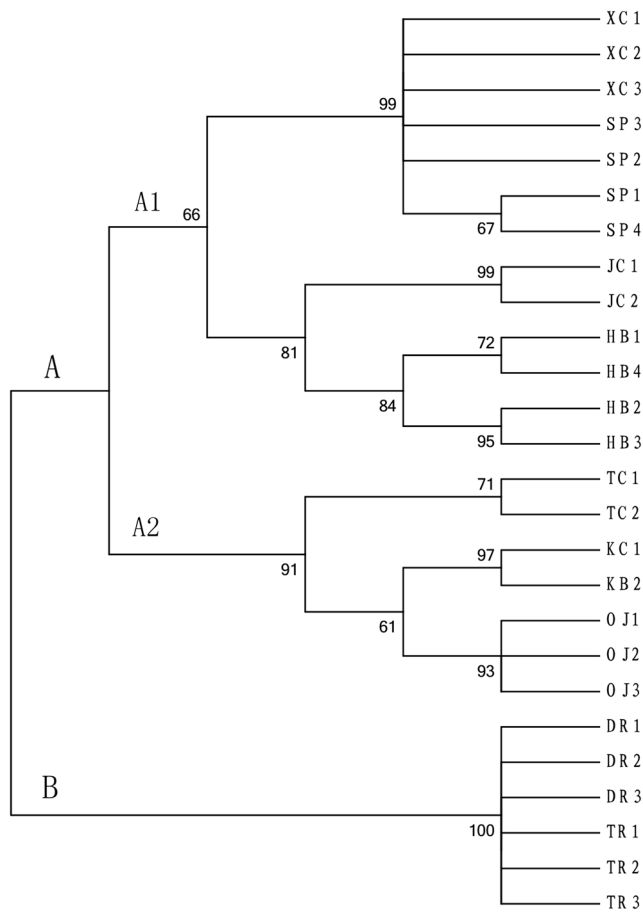 XC1
XC2
XC3
99
SP3
SP2
A1
SP1
66
67
SP4
JC1
99
JC2
HB1
72
81
A
HB4
84
HB2
95
HB3
TC1
71
TC2
A2
KC1
97
91
KB2
OJ1
61
OJ2
93
OJ3
DR1
DR2
B
DR3
100
TR1
TR2
TR3